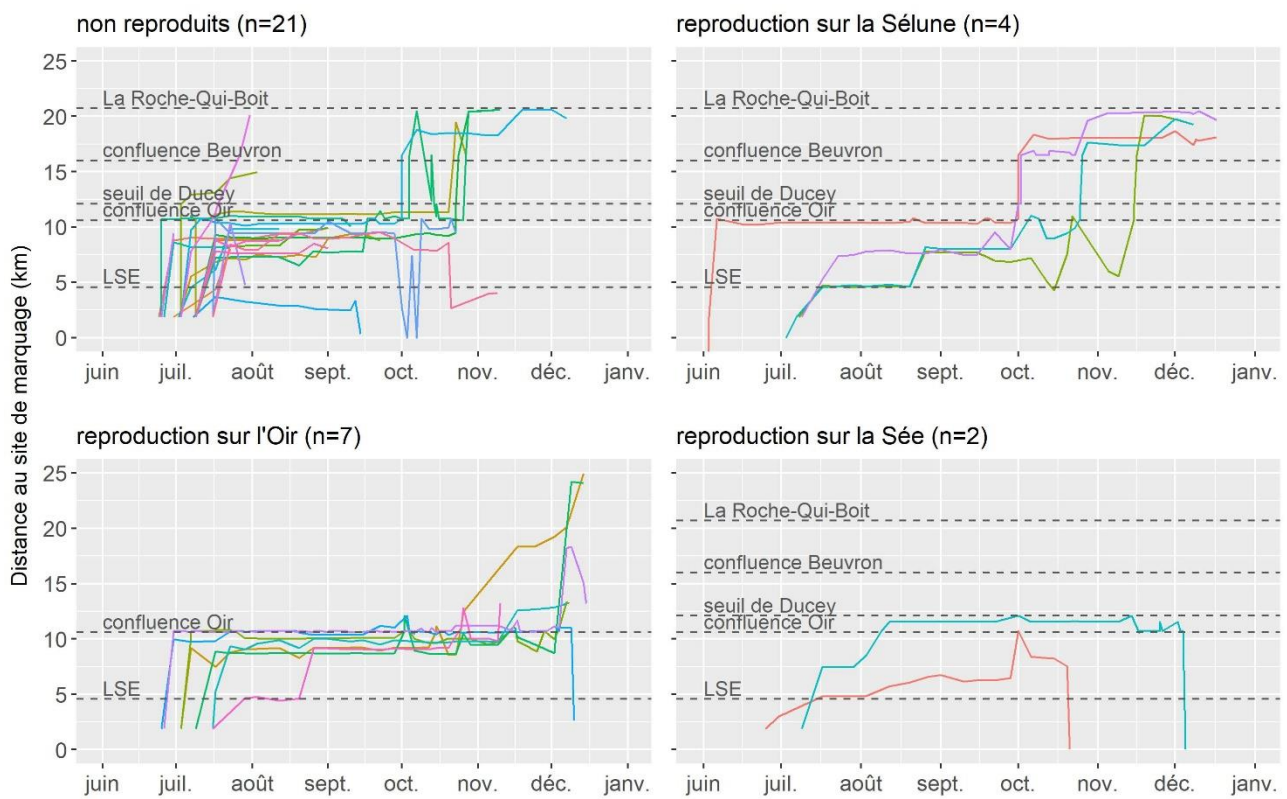 non reproduits (n=21)
reproduction sur la Sélune (n=4)
Distance au site de marquage (km)
25
20
15
10
5
0
La Roche-Qui-Boit
confluence Beuvron
seuil de Ducey
confluence Oir
LSE
juin juil. août sept. oct. nov. déc. janv.
La Roche-Qui-Boit
confluence Beuvron
seuil de Ducey
confluence Oir
LSE
juin juil. août sept. oct. nov. déc. janv.
reproduction sur l'Oir (n=7)
reproduction sur la Sée (n=2)
25
20
15
10
5
0
confluence Oir
LSE
juin juil. août sept. oct. nov. déc. janv.
La Roche-Qui-Boit
confluence Beuvron
seuil de Ducey
confluence Oir
LSE
juin juil. août sept. oct. nov. déc. janv.